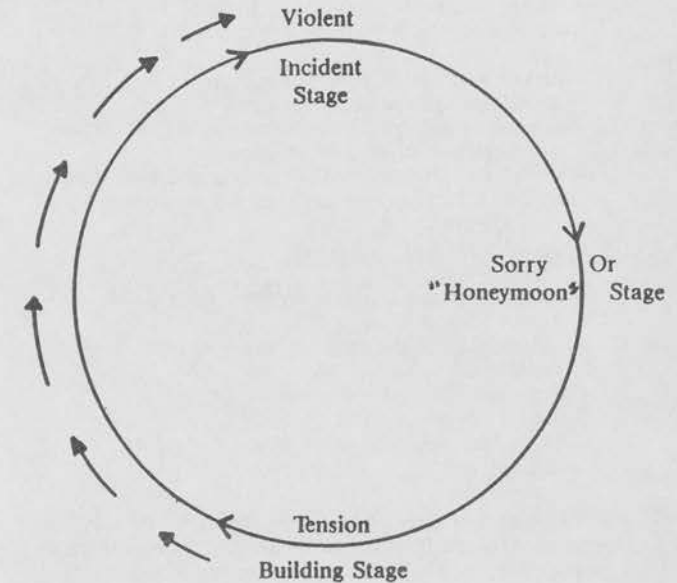 Violent
Incident
Stage
Sorry Or
"Honeymoon" Stage
Tension
Building Stage